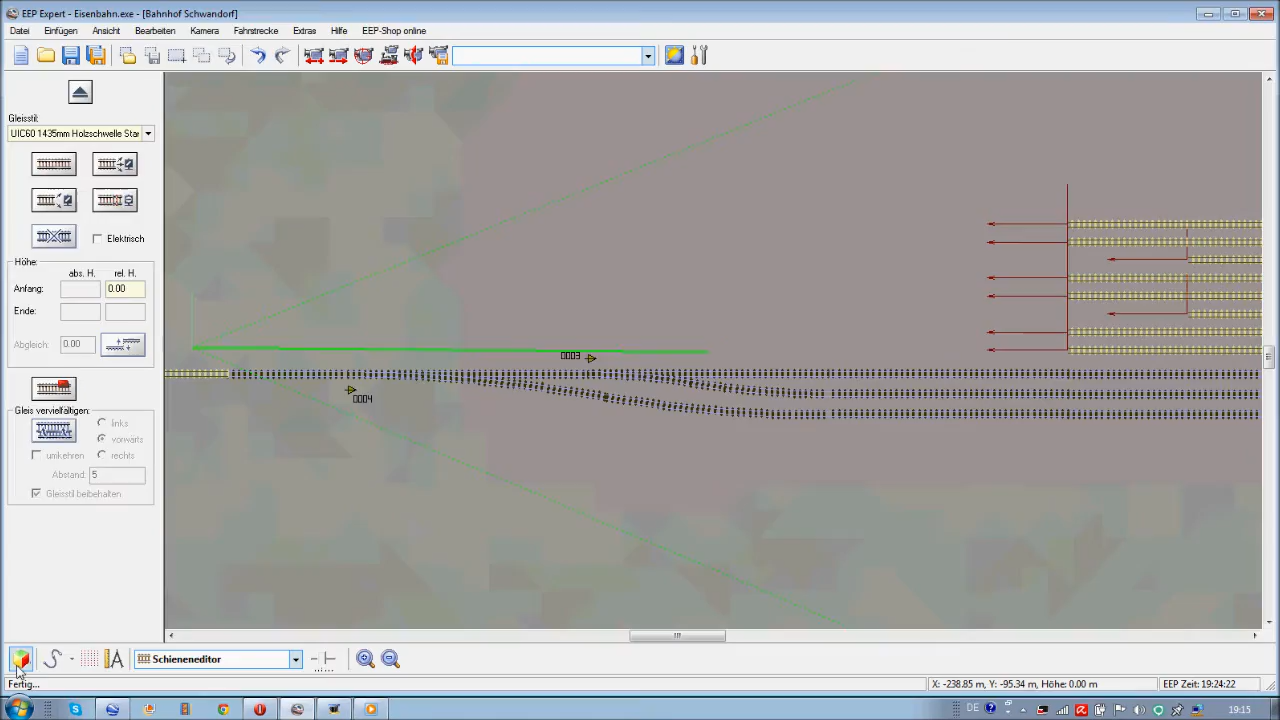 EEP Expert - Eisenbahn.exe - [Bahnhof Schwandorf]
Datei Einfügen Ansicht Bearbeiten Kamera Fahrstrecke Extras Hilfe EEP-Shop online
Gleisstil:
UIC60 1435mm Holzschwelle Star
Elektrisch
Höhe:
abs. H. rel. H.
Anfang: 0.00
Ende:
Abgleich: 0.00
Gleis vervielfältigen:
links
vorwärts
umkehren rechts
Abstand: 5
Gleisstil beibehalten
0003
0004
Schieneneditor
Fertig... X: -238.85 m, Y: -95.34 m, Höhe: 0.00 m EEP Zeit: 19:24:22
DE 19:15